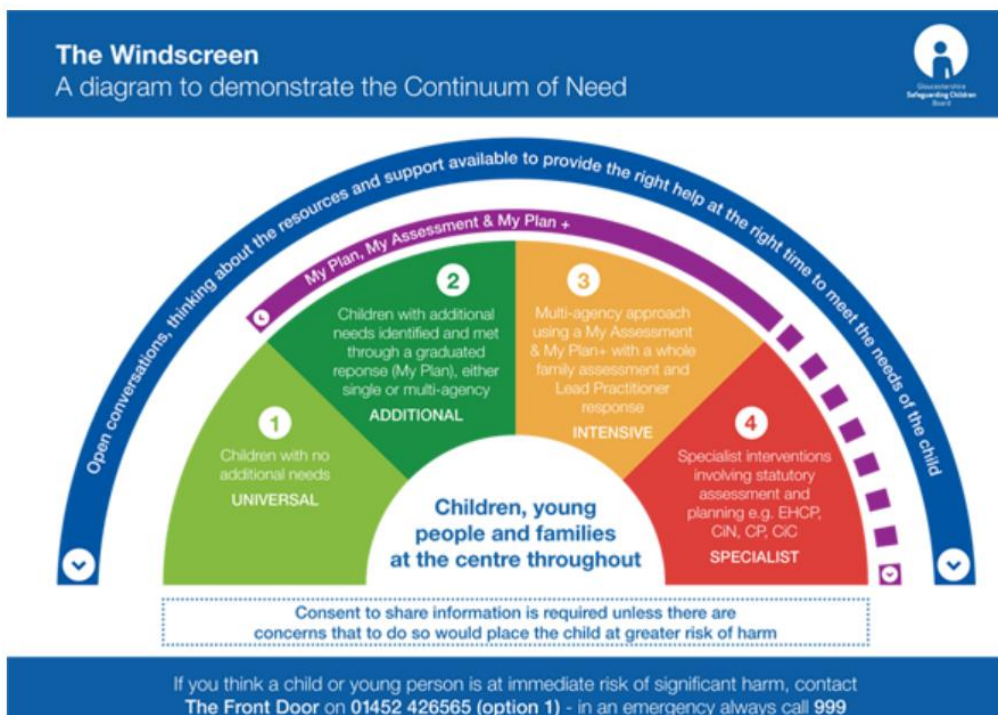 The Windscreen
A diagram to demonstrate the Continuum of Need
Gloucestershire
Safeguarding Children
Board
Open conversations, thinking about the resources and support available to provide the right help at the right time to meet the needs of the child
My Plan, My Assessment & My Plan +
1
Children with no
additional needs
UNIVERSAL
2
Children with additional
needs identified and met
through a graduated
reponse (My Plan), either
single or multi-agency
ADDITIONAL
3
Multi-agency approach
using a My Assessment
& My Plan+ with a whole
family assessment and
Lead Practitioner
response
INTENSIVE
4
Specialist interventions
involving statutory
assessment and
planning e.g. EHCP,
CiN, CP, CiC
SPECIALIST
Children, young
people and families
at the centre throughout
Consent to share information is required unless there are
concerns that to do so would place the child at greater risk of harm
If you think a child or young person is at immediate risk of significant harm, contact
The Front Door on 01452 426565 (option 1) - in an emergency always call 999